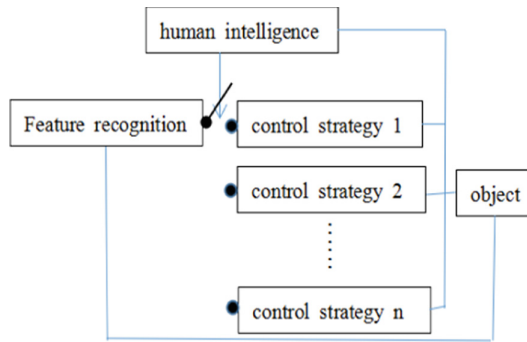 human intelligence
Feature recognition
control strategy 1
control strategy 2
object
control strategy n